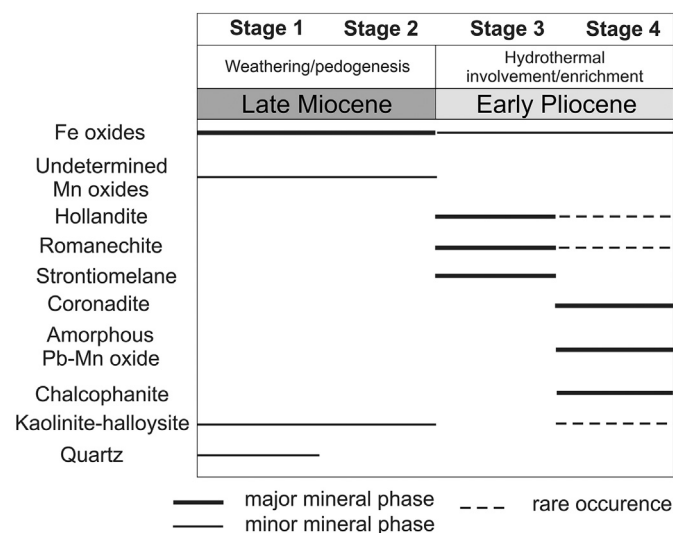 Stage 1 Stage 2 Stage 3 Stage 4
Weathering/pedogenesis
Hydrothermal
involvement/enrichment
Late Miocene Early Pliocene
Fe oxides
Undetermined
Mn oxides
Hollandite
Romanechite
Strontiomelane
Coronadite
Amorphous
Pb-Mn oxide
Chalcophanite
Kaolinite-halloysite
Quartz
major mineral phase
rare occurence
minor mineral phase